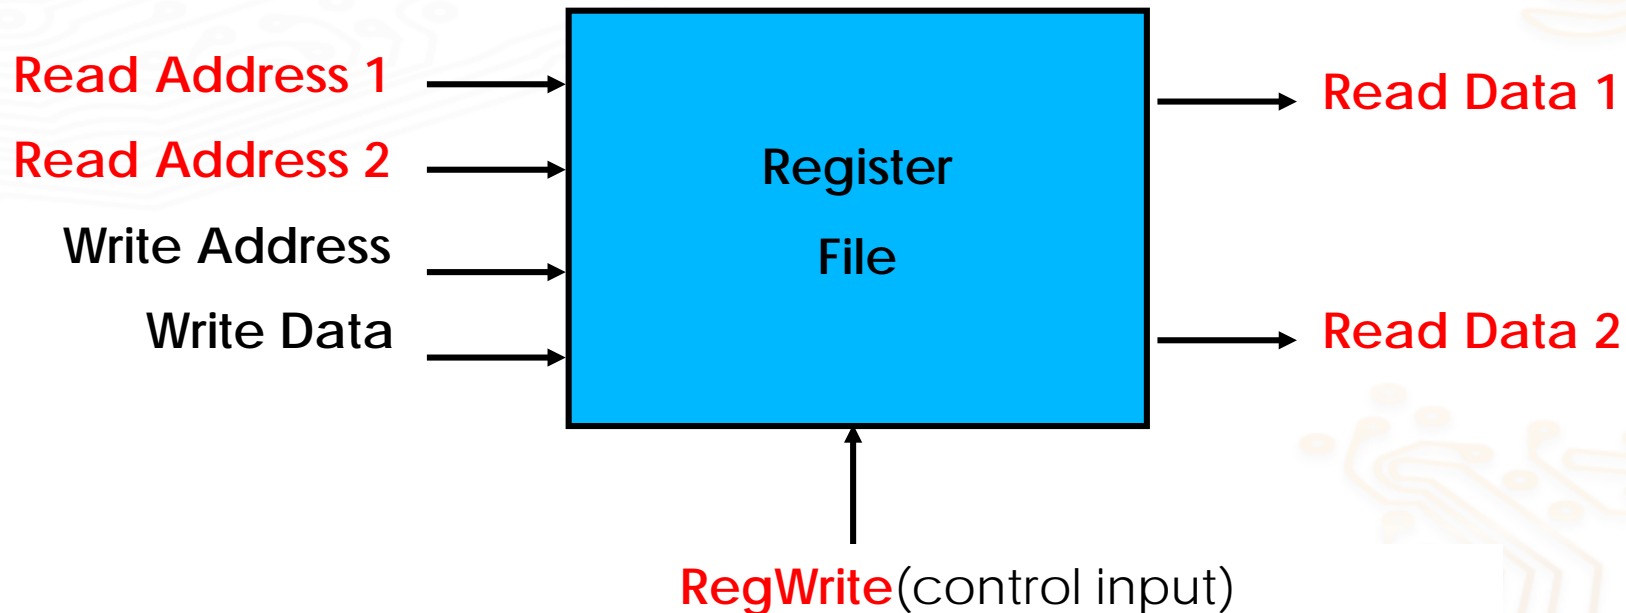 Read Address 1
Read Address 2
Write Address
Write Data
Register
File
Read Data 1
Read Data 2
RegWrite(control input)